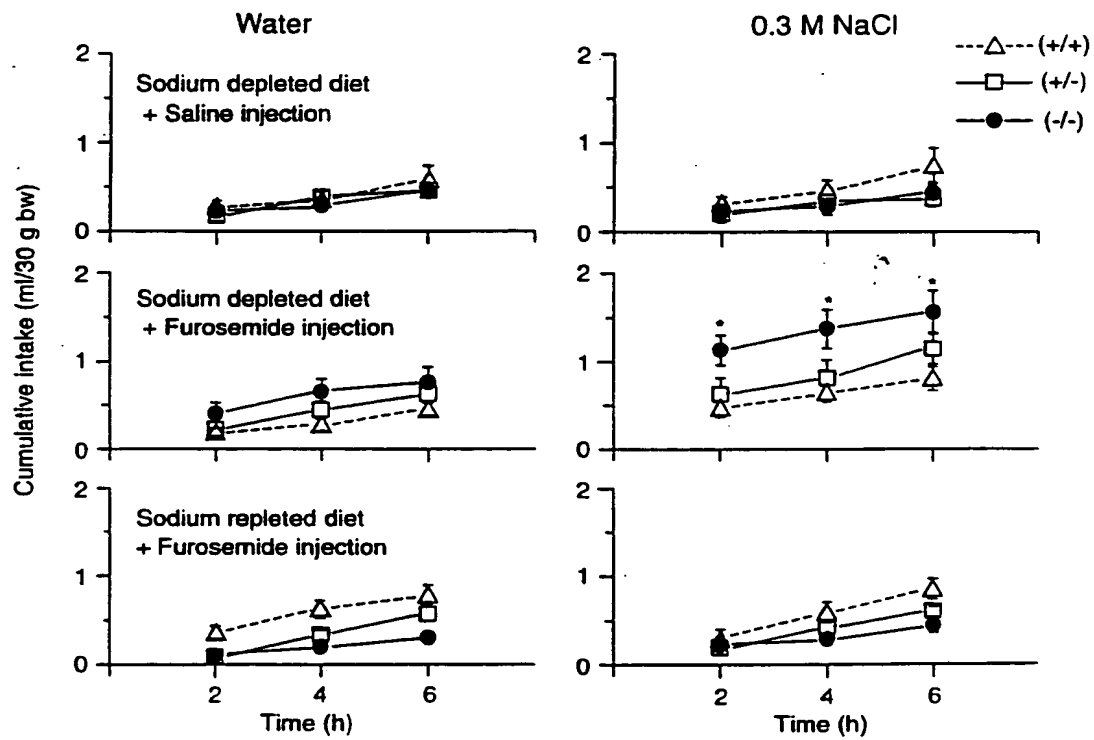 Water
0.3 M NaCl
(+/+)
(+/-)
(-/-)
Cumulative intake (ml/30 g bw)
2
Sodium depleted diet
+ Saline injection
1
0
2
1
0
2
Sodium depleted diet
+ Furosemide injection
1
0
2
*
*
*
1
0
2
Sodium repleted diet
+ Furosemide injection
1
0
2
4
6
Time (h)
2
1
0
2
4
6
Time (h)